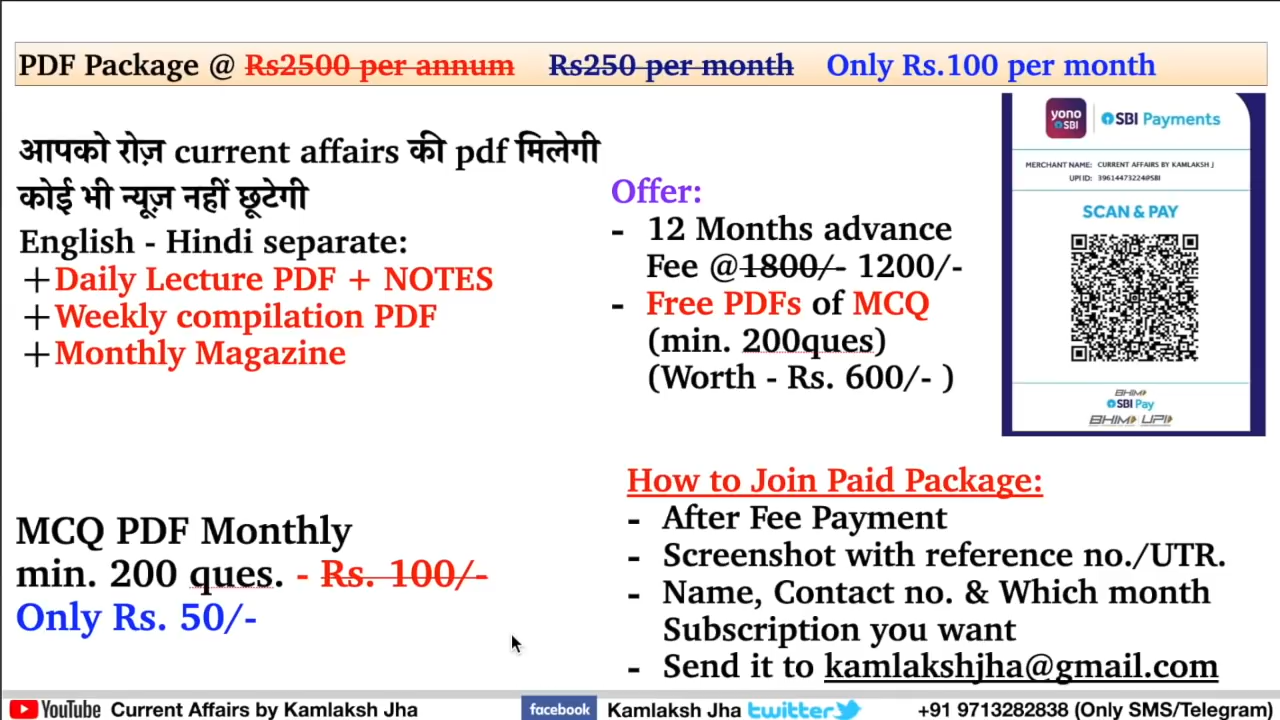 PDF Package @ Rs2500 per annum Rs250 per month Only Rs.100 per month
आपको रोज़ current affairs की pdf मिलेगी
कोई भी न्यूज़ नहीं छूटेगी
English - Hindi separate:
+Daily Lecture PDF + NOTES
+Weekly compilation PDF
+Monthly Magazine
MCQ PDF Monthly
min. 200 ques. - Rs. 100/-
Only Rs. 50/-
Offer:
- 12 Months advance
Fee @1800/- 1200/-
- Free PDFs of MCQ
(min. 200ques)
(Worth - Rs. 600/- )
yono
SBI
SBI Payments
MERCHANT NAME: CURRENT AFFAIRS BY KAMLAKSH J
UPI ID: 39614473224@SBI
SCAN & PAY
BHIM
SBI Pay
BHIM UPI
How to Join Paid Package:
- After Fee Payment
- Screenshot with reference no./UTR.
- Name, Contact no. & Which month
Subscription you want
- Send it to kamlakshjha@gmail.com
YouTube Current Affairs by Kamlaksh Jha facebook Kamlaksh Jha twitter +91 9713282838 (Only SMS/Telegram)